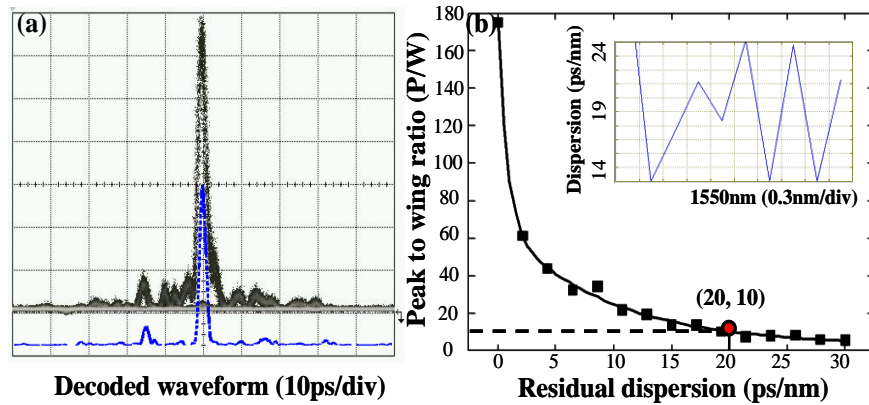 (a)
Decoded waveform (10ps/div)
(b)
Peak to wing ratio (P/W)
180
160
140
120
100
80
60
40
20
0
Dispersion (ps/nm)
24
19
14
1550nm (0.3nm/div)
(20, 10)
0 5 10 15 20 25 30
Residual dispersion (ps/nm)